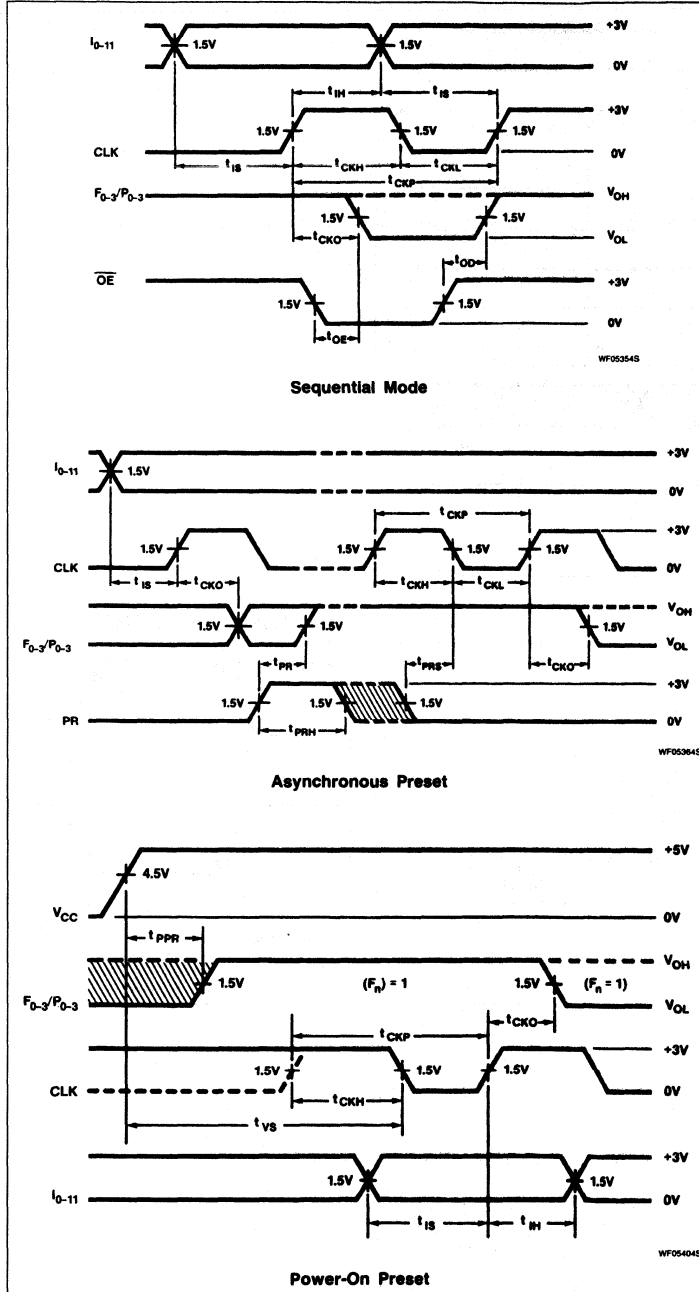 I0–11 1.5V 1.5V +3V
0V
tIH tIS
CLK 1.5V 1.5V 1.5V +3V
0V
tIS tCKH tCKL
tCKP
F0–3/P0–3 1.5V 1.5V VOH
VOL
tCKO tOD
OE 1.5V 1.5V +3V
0V
tOE
WF05354S
Sequential Mode
I0–11 1.5V +3V
0V
tCKP
CLK 1.5V 1.5V 1.5V 1.5V +3V
0V
tIS tCKO tCKH tCKL
F0–3/P0–3 1.5V 1.5V 1.5V VOH
VOL
tPR tPRS tCKO
PR 1.5V 1.5V 1.5V +3V
0V
tPRH
WF05364S
Asynchronous Preset
VCC 4.5V +5V
0V
tPPR
F0–3/P0–3 1.5V (Fn) = 1 1.5V (Fn = 1) VOH
VOL
tCKP tCKO
CLK 1.5V 1.5V 1.5V +3V
0V
tCKH
tVS
I0–11 1.5V 1.5V +3V
0V
tIS tIH
WF05404S
Power-On Preset